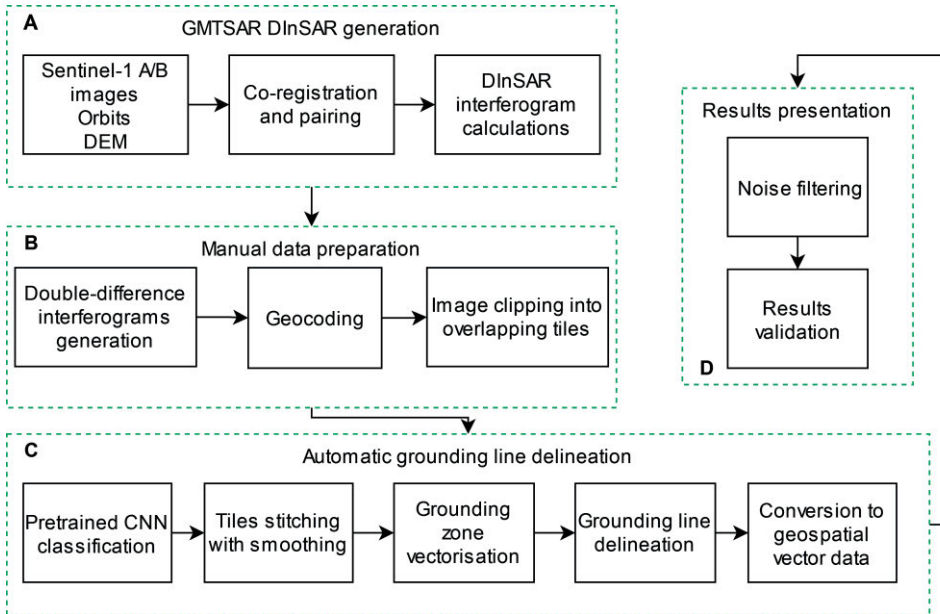 A
GMTSAR DInSAR generation
Sentinel-1 A/B
images
Orbits
DEM
Co-registration
and pairing
DInSAR
interferogram
calculations
B
Manual data preparation
Double-difference
interferograms
generation
Geocoding
Image clipping into
overlapping tiles
C
Automatic grounding line delineation
Pretrained CNN
classification
Tiles stitching
with smoothing
Grounding
zone
vectorisation
Grounding line
delineation
Conversion to
geospatial
vector data
Results presentation
Noise filtering
Results
validation
D